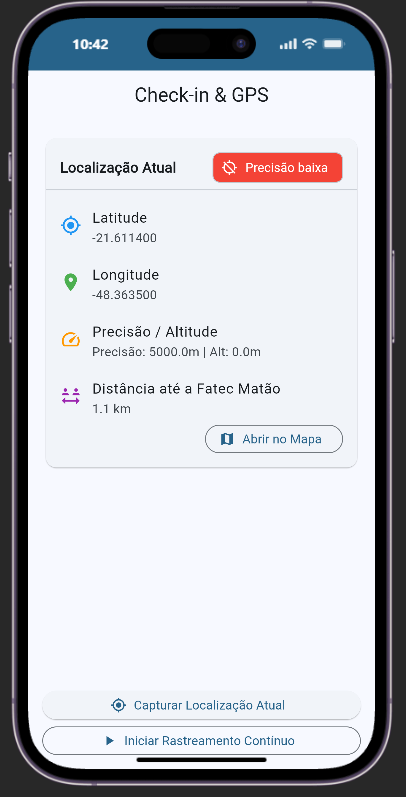 10:42
Check-in & GPS
Localização Atual
Precisão baixa
Latitude
-21.611400
Longitude
-48.363500
Precisão / Altitude
Precisão: 5000.0m | Alt: 0.0m
Distância até a Fatec Matão
1.1 km
Abrir no Mapa
Capturar Localização Atual
Iniciar Rastreamento Contínuo